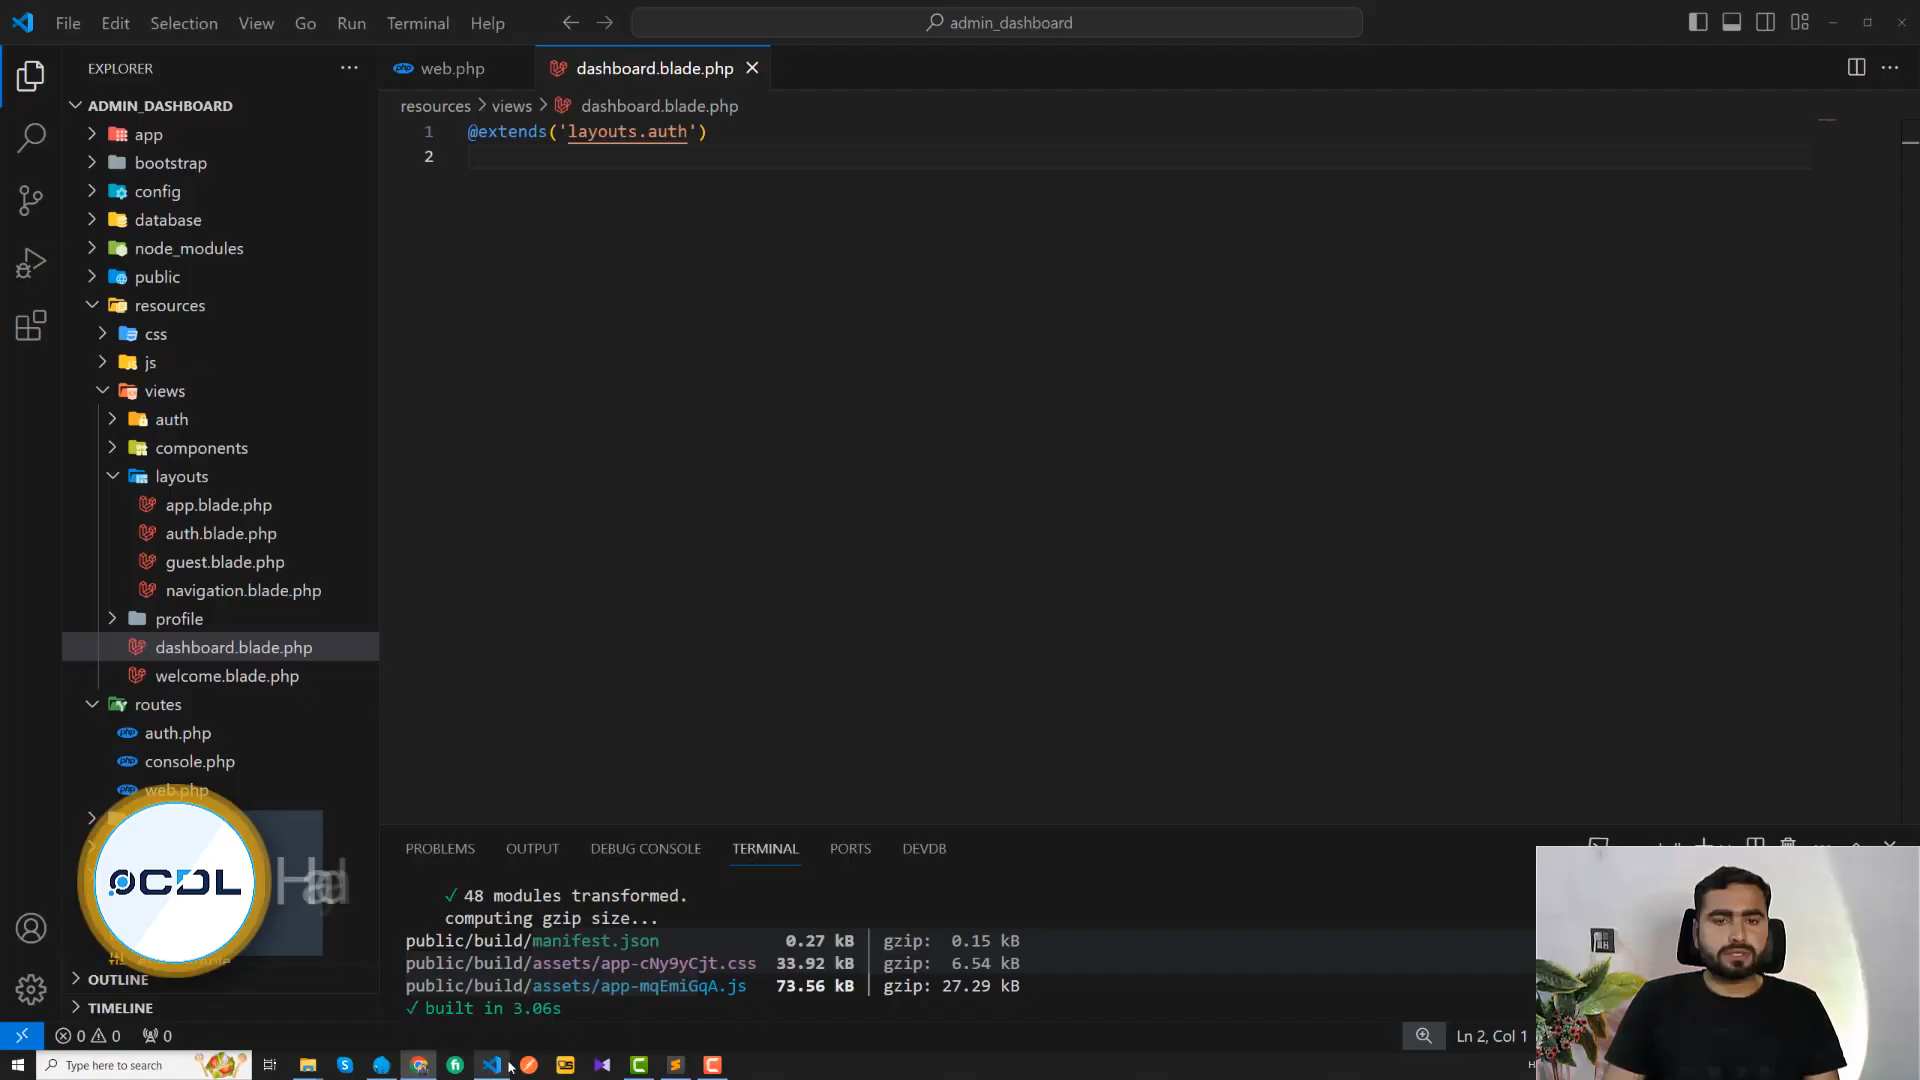 File Edit Selection View Go Run Terminal Help
admin_dashboard
EXPLORER
ADMIN_DASHBOARD
app
bootstrap
config
database
node_modules
public
resources
css
js
views
auth
components
layouts
app.blade.php
auth.blade.php
guest.blade.php
navigation.blade.php
profile
dashboard.blade.php
welcome.blade.php
routes
auth.php
console.php
web.php
OUTLINE
TIMELINE
web.php
dashboard.blade.php
resources > views > dashboard.blade.php
1 @extends('layouts.auth')
2
PROBLEMS OUTPUT DEBUG CONSOLE TERMINAL PORTS DEVDB
✓ 48 modules transformed.
computing gzip size...
public/build/manifest.json 0.27 kB │ gzip: 0.15 kB
public/build/assets/app-cNy9yCjt.css 33.92 kB │ gzip: 6.54 kB
public/build/assets/app-mqEmiGqA.js 73.56 kB │ gzip: 27.29 kB
✓ built in 3.06s
0 0 0
Ln 2, Col 1
Type here to search